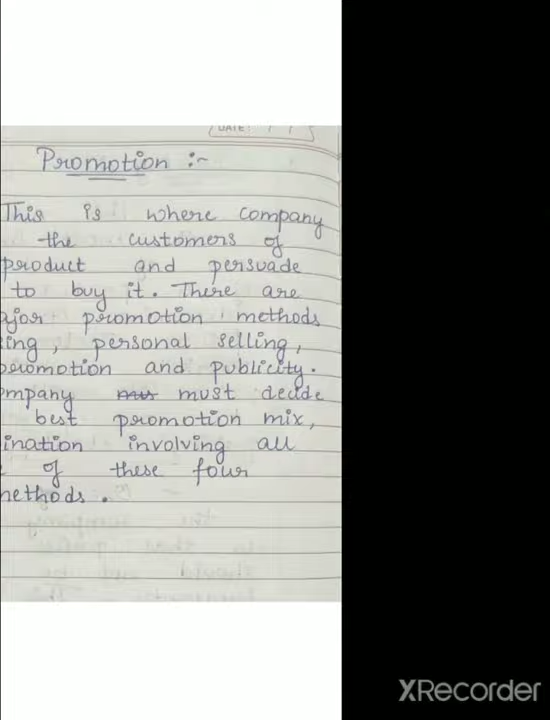 DATE: / /
Promotion :-
This is where company
the customers of
product and persuade
to buy it. There are
ajor promotion methods
ing, personal selling,
promotion and publicity.
ompany must decide
best promotion mix,
ination involving all
of these four
methods.
XRecorder